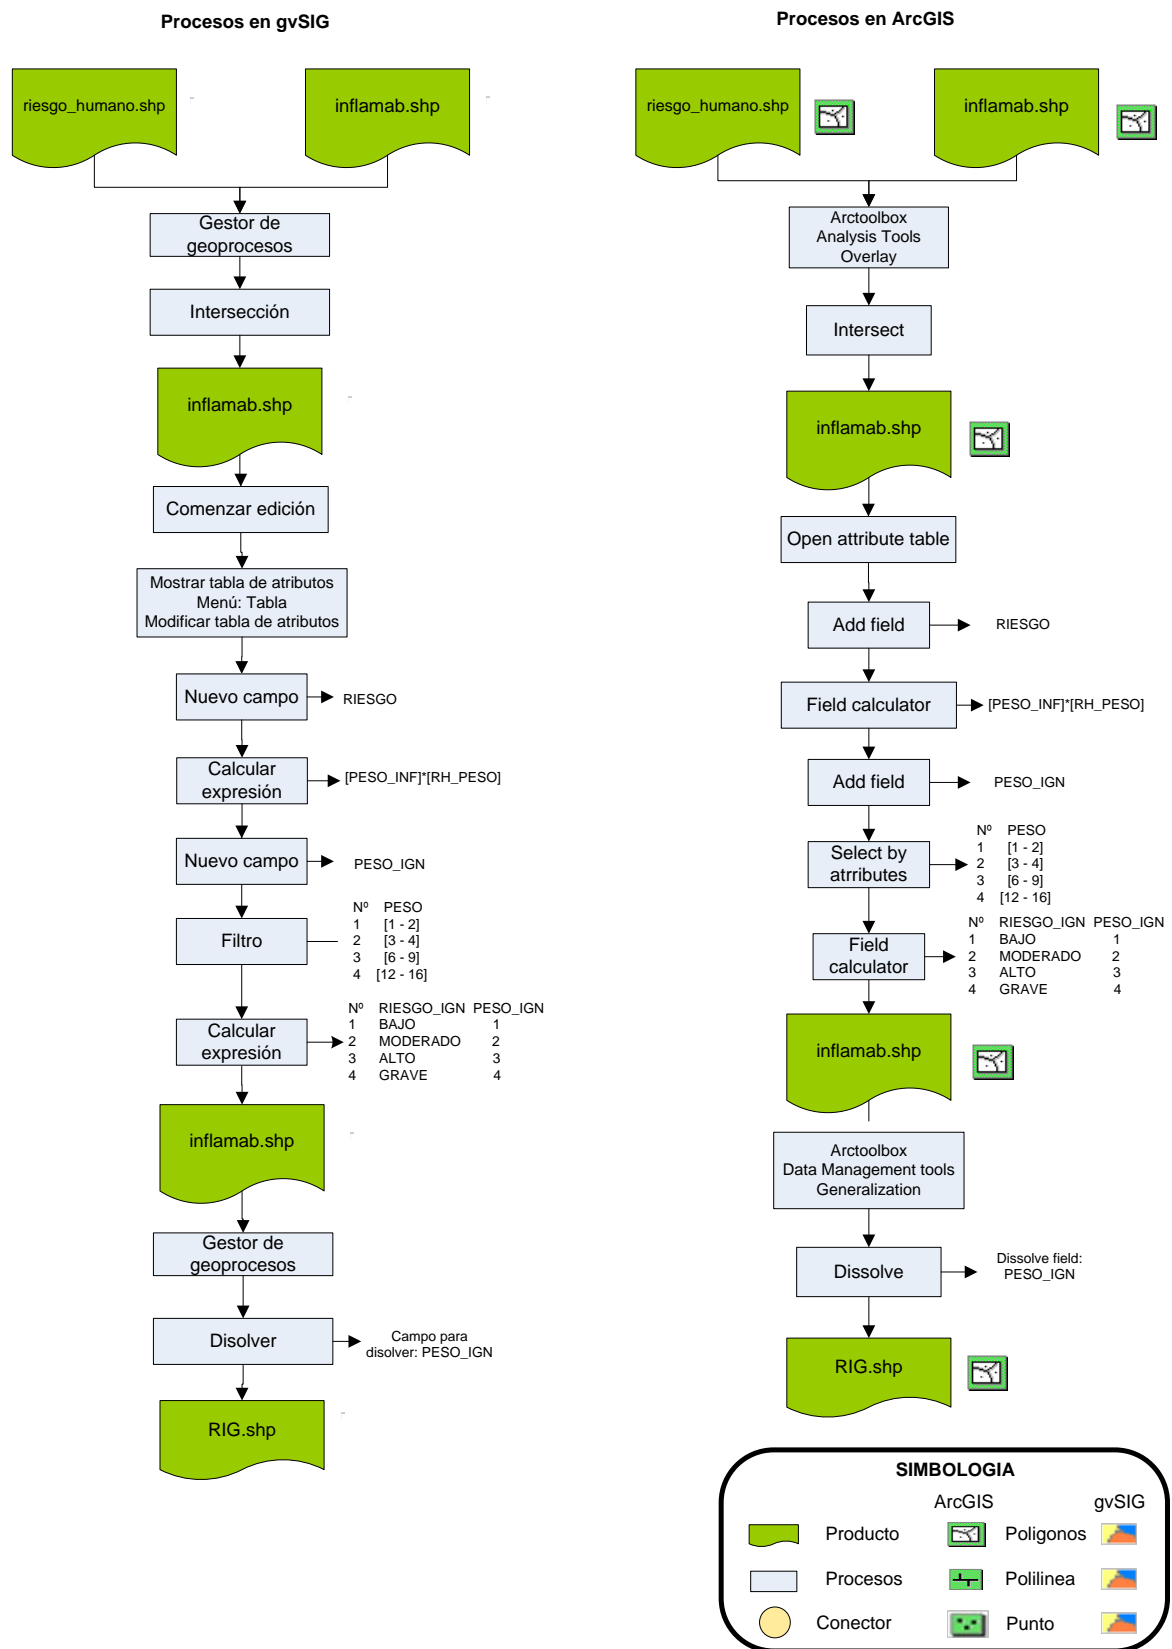 Procesos en gvSIG
riesgo_humano.shp
inflamab.shp
Gestor de
geoprocesos
Intersección
inflamab.shp
Comenzar edición
Mostrar tabla de atributos
Menú: Tabla
Modificar tabla de atributos
Nuevo campo
RIESGO
Calcular
expresión
[PESO_INF]*[RH_PESO]
Nuevo campo
PESO_IGN
Filtro
Nº PESO
1 [1 - 2]
2 [3 - 4]
3 [6 - 9]
4 [12 - 16]
Calcular
expresión
Nº RIESGO_IGN PESO_IGN
1 BAJO 1
2 MODERADO 2
3 ALTO 3
4 GRAVE 4
inflamab.shp
Gestor de
geoprocesos
Disolver
Campo para
disolver: PESO_IGN
RIG.shp
Procesos en ArcGIS
riesgo_humano.shp
inflamab.shp
Arctoolbox
Analysis Tools
Overlay
Intersect
inflamab.shp
Open attribute table
Add field
RIESGO
Field calculator
[PESO_INF]*[RH_PESO]
Add field
PESO_IGN
Select by
atrributes
Nº PESO
1 [1 - 2]
2 [3 - 4]
3 [6 - 9]
4 [12 - 16]
Field
calculator
Nº RIESGO_IGN PESO_IGN
1 BAJO 1
2 MODERADO 2
3 ALTO 3
4 GRAVE 4
inflamab.shp
Arctoolbox
Data Management tools
Generalization
Dissolve
Dissolve field:
PESO_IGN
RIG.shp
SIMBOLOGIA
ArcGIS gvSIG
Producto Poligonos
Procesos Polilinea
Conector Punto